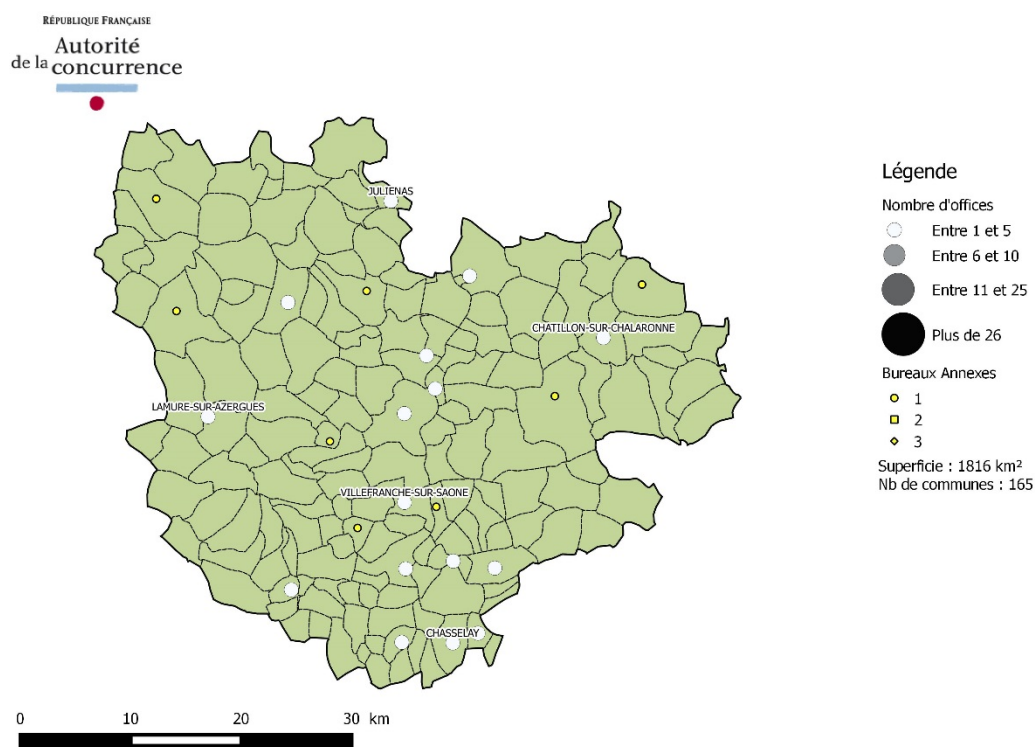 RÉPUBLIQUE FRANÇAISE
Autorité
de la concurrence
JULIENAS
CHATILLON-SUR-CHALARONNE
LAMURE-SUR-AZERGUES
VILLEFRANCHE-SUR-SAONE
CHASSELAY
Légende
Nombre d'offices
Entre 1 et 5
Entre 6 et 10
Entre 11 et 25
Plus de 26
Bureaux Annexes
1
2
3
Superficie : 1816 km²
Nb de communes : 165
0 10 20 30 km